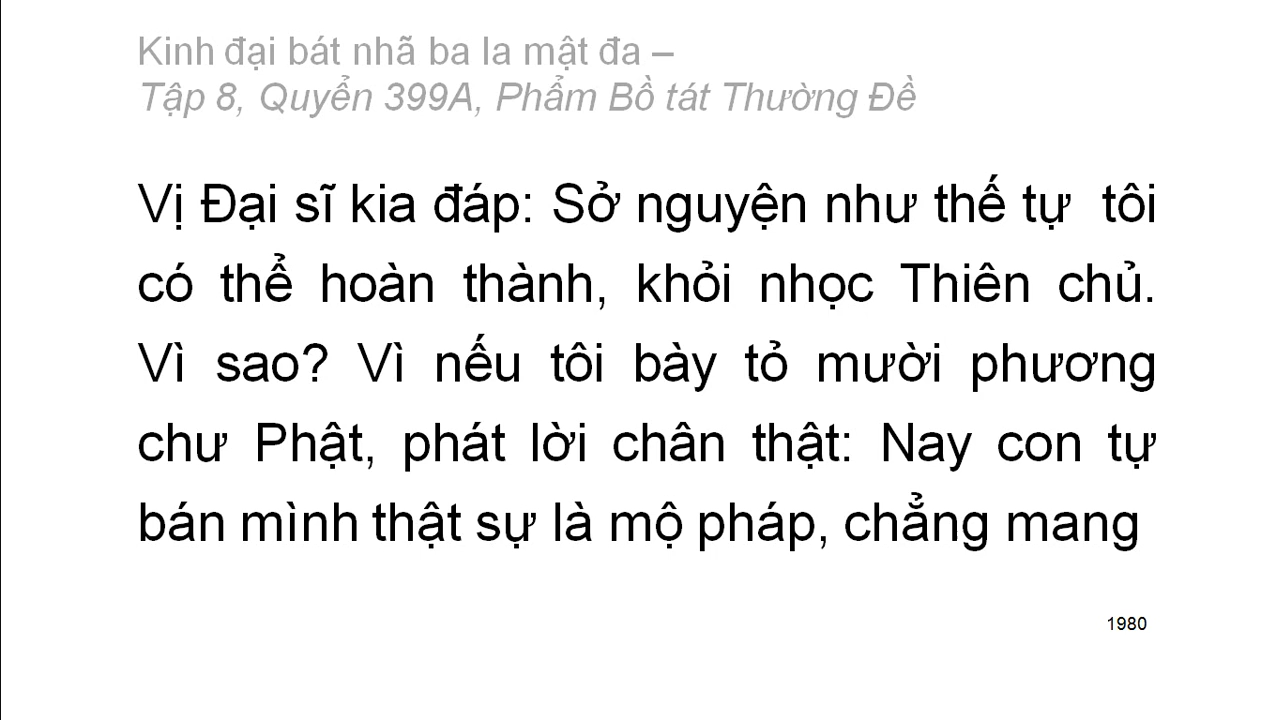 Kinh đại bát nhã ba la mật đa –
Tập 8, Quyển 399A, Phẩm Bồ tát Thường Đề
Vị Đại sĩ kia đáp: Sở nguyện như thế tự tôi
có thể hoàn thành, khỏi nhọc Thiên chủ.
Vì sao? Vì nếu tôi bày tỏ mười phương
chư Phật, phát lời chân thật: Nay con tự
bán mình thật sự là mộ pháp, chẳng mang
1980